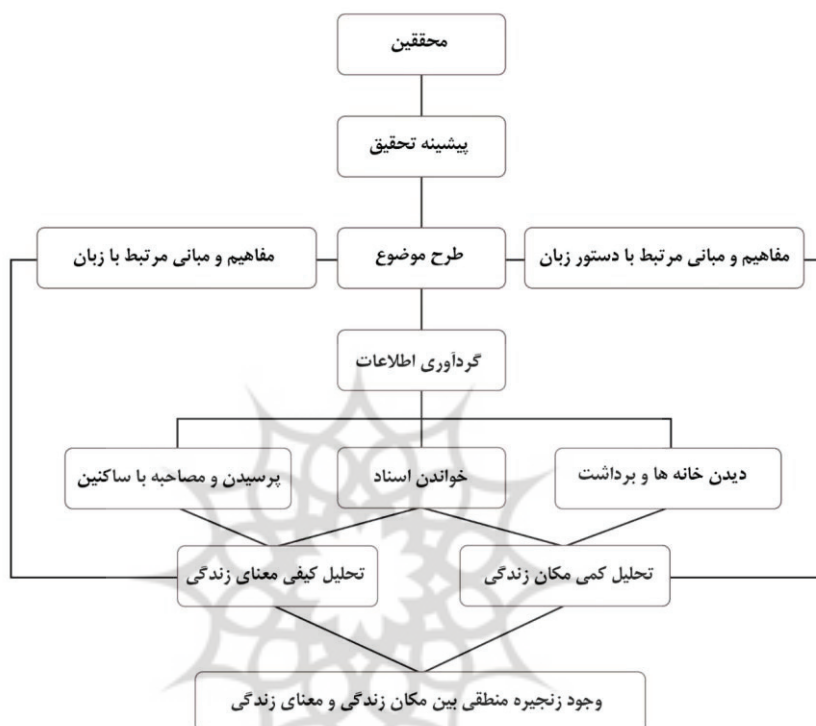 محققین
پیشینه تحقیق
مفاهیم و مبانی مرتبط با دستور زبان
طرح موضوع
مفاهیم و مبانی مرتبط با زبان
گردآوری اطلاعات
دیدن خانه ها و برداشت
خواندن اسناد
پرسیدن و مصاحبه با ساکنین
تحلیل کمی مکان زندگی
تحلیل کیفی معنای زندگی
وجود زنجیره منطقی بین مکان زندگی و معنای زندگی